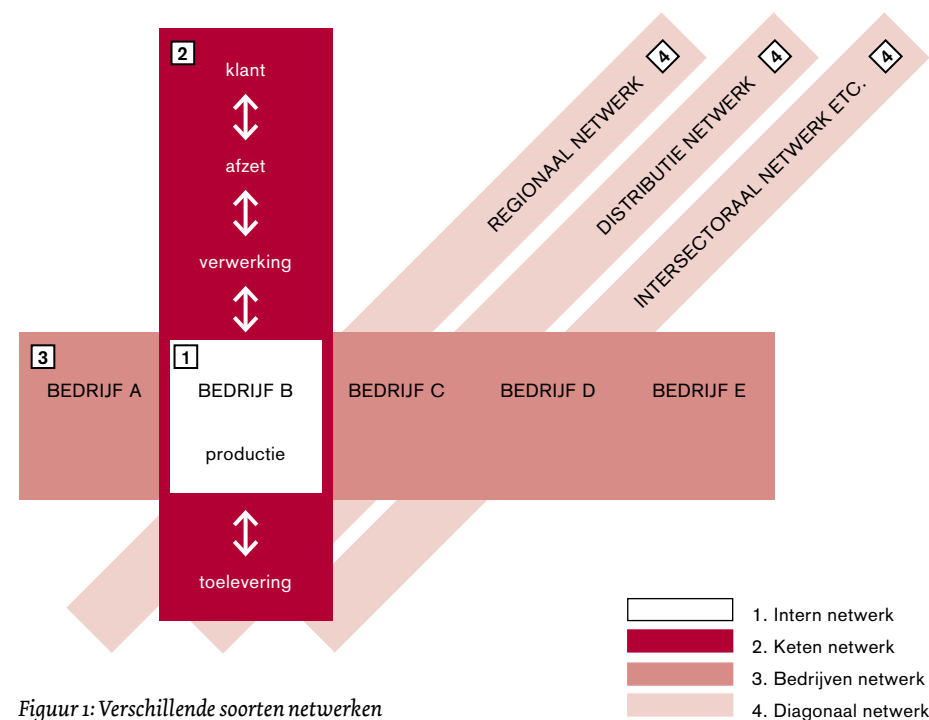 2
klant
afzet
verwerking
4
4
4
REGIONAAL NETWERK
DISTRIBUTIE NETWERK
INTERSECTORAAL NETWERK ETC.
3
1
BEDRIJF A
BEDRIJF B
BEDRIJF C
BEDRIJF D
BEDRIJF E
productie
toelevering
1. Intern netwerk
2. Keten netwerk
3. Bedrijven netwerk
4. Diagonaal netwerk
Figuur 1: Verschillende soorten netwerken